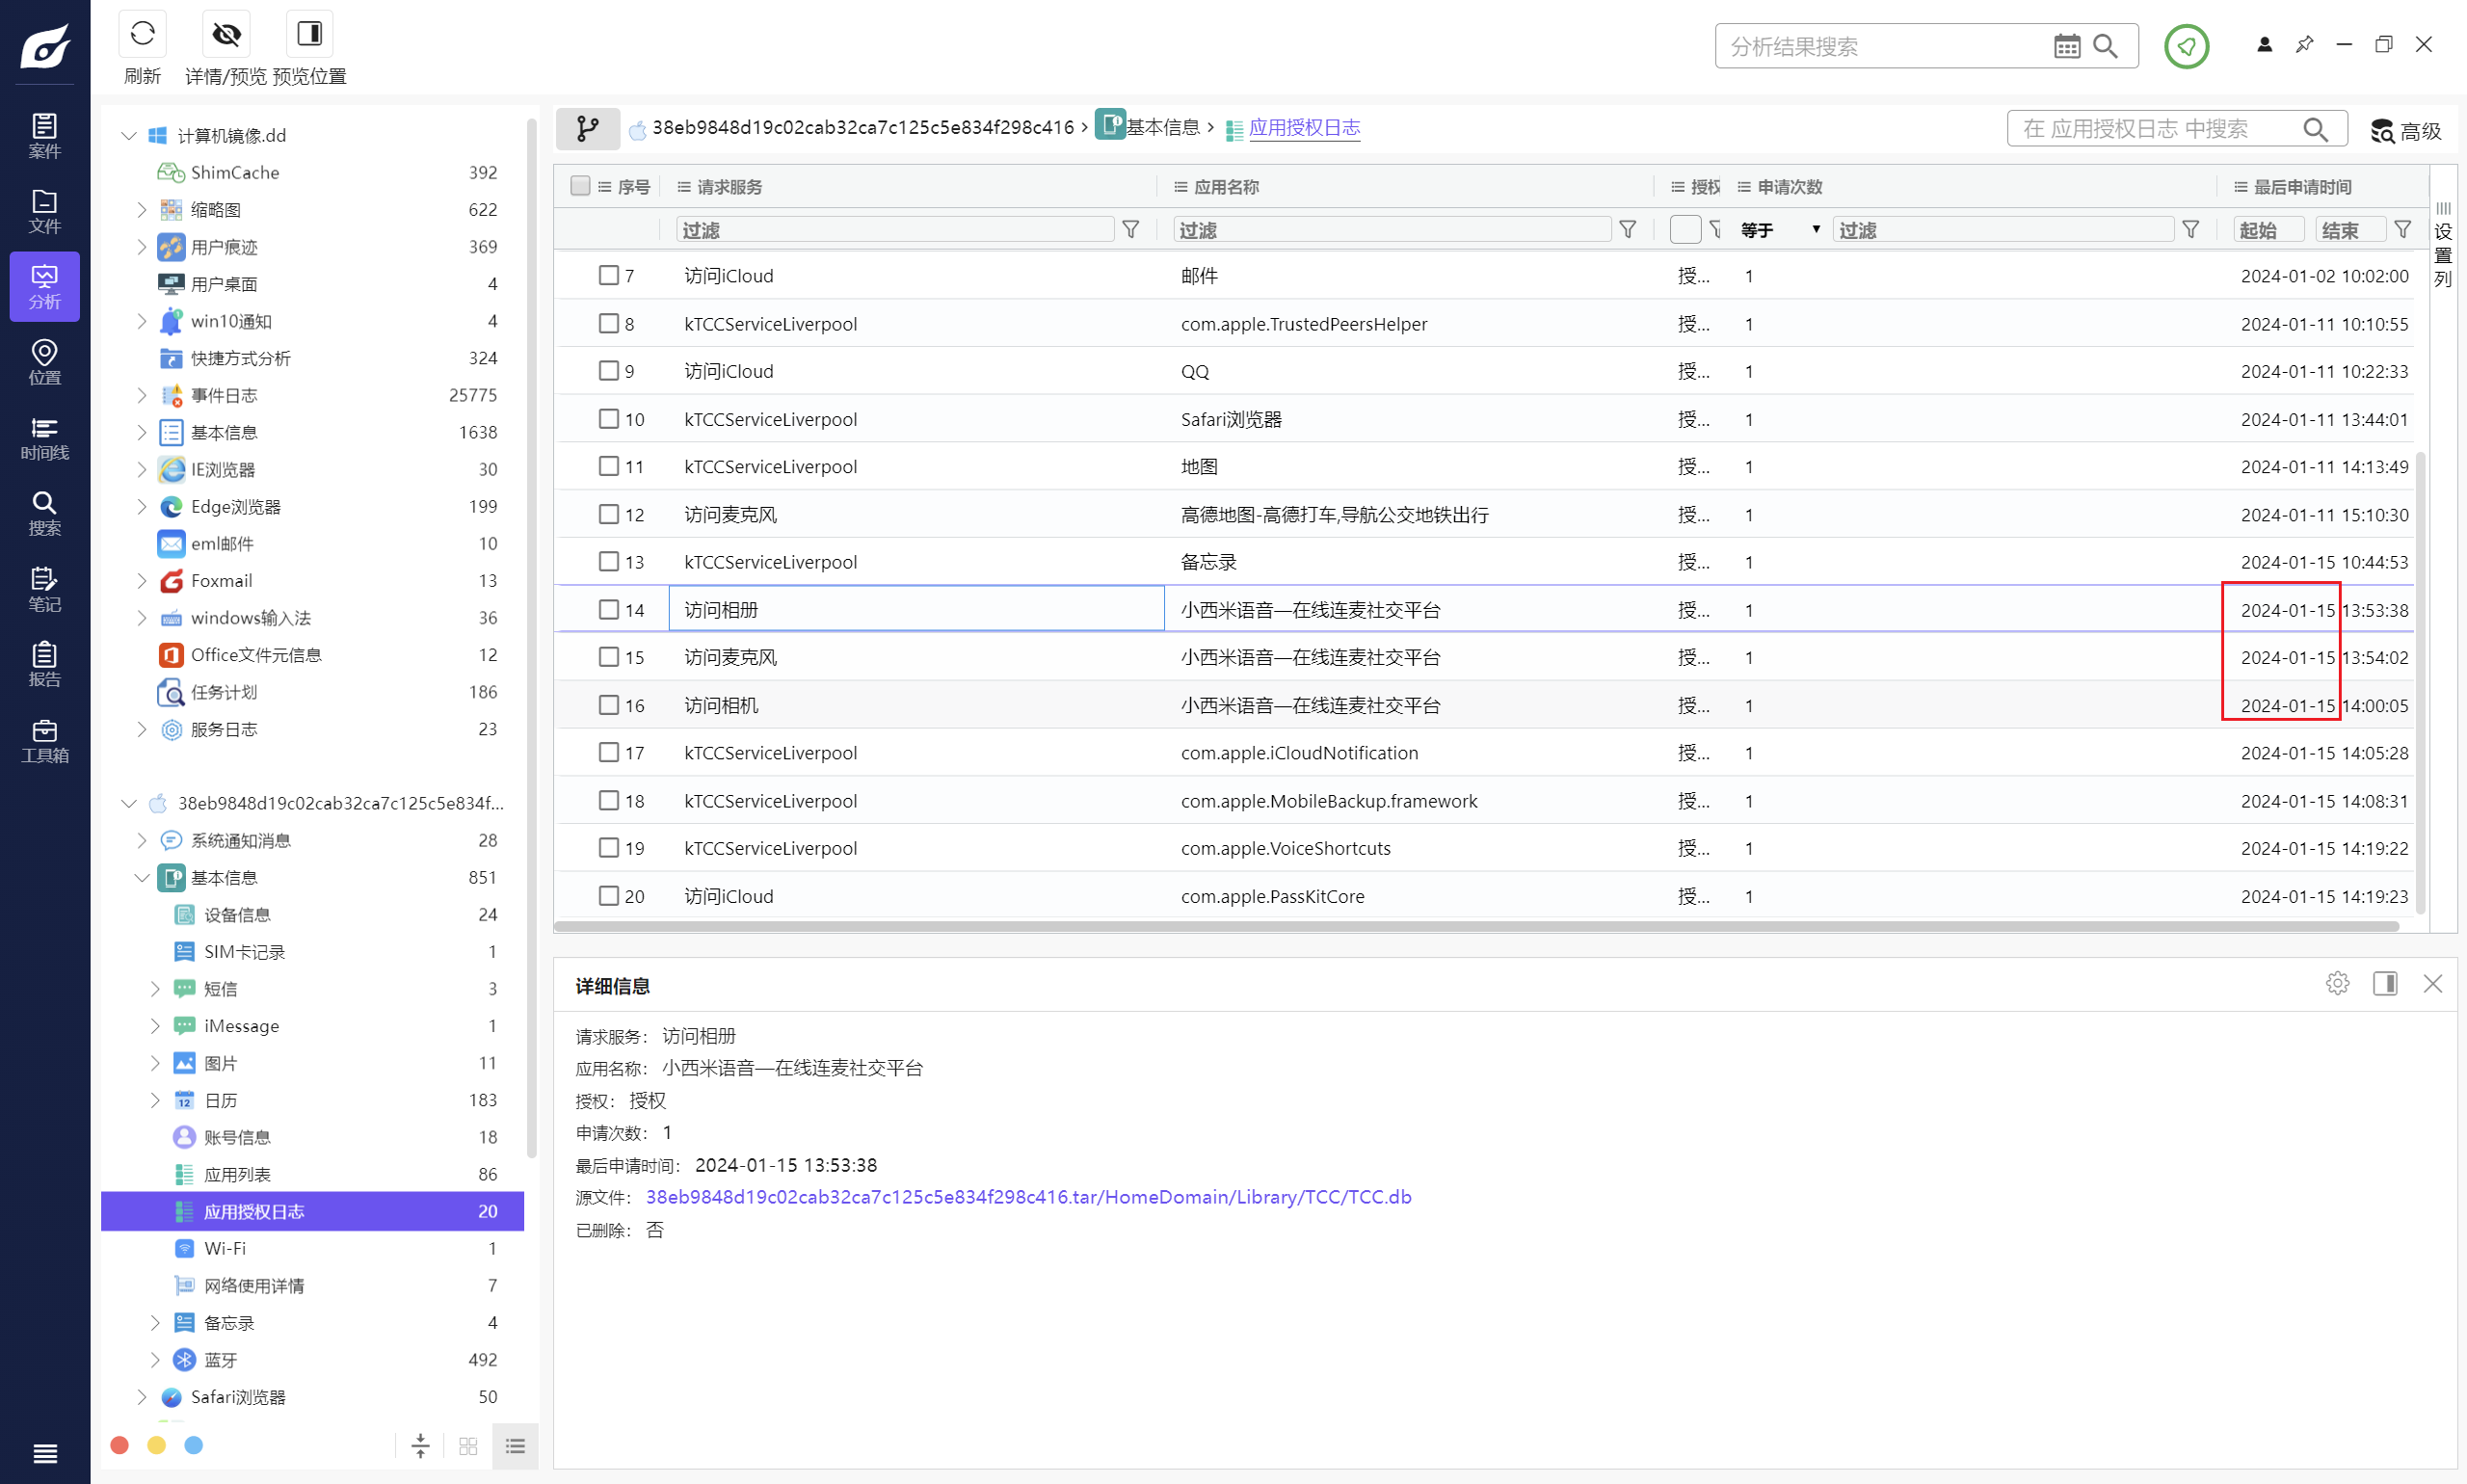 刷新
详情/预览
预览位置
分析结果搜索
案件
文件
分析
位置
时间线
搜索
笔记
报告
工具箱
计算机镜像.dd
ShimCache 392
缩略图 622
用户痕迹 369
用户桌面 4
win10通知 4
快捷方式分析 324
事件日志 25775
基本信息 1638
IE浏览器 30
Edge浏览器 199
eml邮件 10
Foxmail 13
windows输入法 36
Office文件元信息 12
任务计划 186
服务日志 23
38eb9848d19c02cab32ca7c125c5e834f...
系统通知消息 28
基本信息 851
设备信息 24
SIM卡记录 1
短信 3
iMessage 1
图片 11
日历 183
账号信息 18
应用列表 86
应用授权日志 20
Wi-Fi 1
网络使用详情 7
备忘录 4
蓝牙 492
Safari浏览器 50
38eb9848d19c02cab32ca7c125c5e834f298c416 › 基本信息 › 应用授权日志
在 应用授权日志 中搜索
高级
序号 请求服务 应用名称 授权 申请次数 最后申请时间
过滤 过滤 等于 过滤 起始 结束
设置列
7 访问iCloud 邮件 授... 1 2024-01-02 10:02:00
8 kTCCServiceLiverpool com.apple.TrustedPeersHelper 授... 1 2024-01-11 10:10:55
9 访问iCloud QQ 授... 1 2024-01-11 10:22:33
10 kTCCServiceLiverpool Safari浏览器 授... 1 2024-01-11 13:44:01
11 kTCCServiceLiverpool 地图 授... 1 2024-01-11 14:13:49
12 访问麦克风 高德地图-高德打车,导航公交地铁出行 授... 1 2024-01-11 15:10:30
13 kTCCServiceLiverpool 备忘录 授... 1 2024-01-15 10:44:53
14 访问相册 小西米语音—在线连麦社交平台 授... 1 2024-01-15 13:53:38
15 访问麦克风 小西米语音—在线连麦社交平台 授... 1 2024-01-15 13:54:02
16 访问相机 小西米语音—在线连麦社交平台 授... 1 2024-01-15 14:00:05
17 kTCCServiceLiverpool com.apple.iCloudNotification 授... 1 2024-01-15 14:05:28
18 kTCCServiceLiverpool com.apple.MobileBackup.framework 授... 1 2024-01-15 14:08:31
19 kTCCServiceLiverpool com.apple.VoiceShortcuts 授... 1 2024-01-15 14:19:22
20 访问iCloud com.apple.PassKitCore 授... 1 2024-01-15 14:19:23
详细信息
请求服务： 访问相册
应用名称： 小西米语音—在线连麦社交平台
授权： 授权
申请次数： 1
最后申请时间： 2024-01-15 13:53:38
源文件： 38eb9848d19c02cab32ca7c125c5e834f298c416.tar/HomeDomain/Library/TCC/TCC.db
已删除： 否